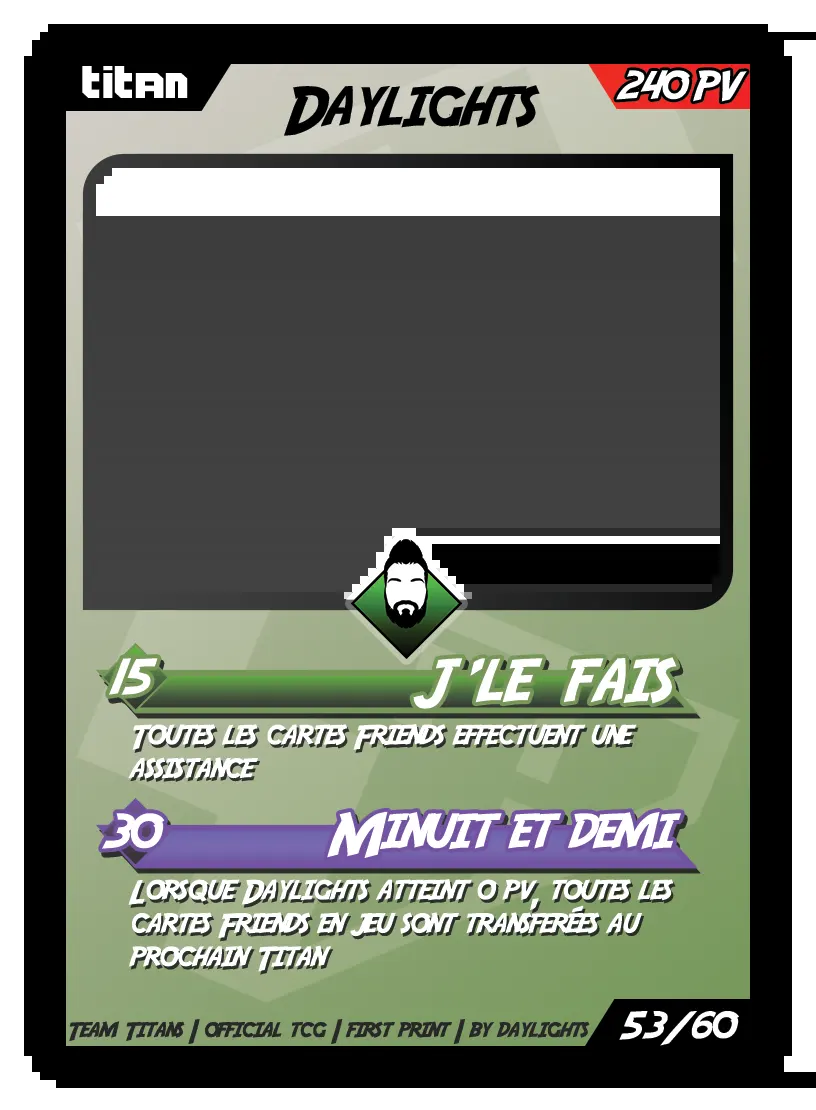 titan
Daylights
240 PV
15
J'le fais
Toutes les cartes Friends effectuent une
assistance
30
Minuit et demi
Lorsque Daylights atteint 0 PV, toutes les
cartes Friends en jeu sont transferées au
prochain Titan
Team Titans | official tcg | first print | by daylights
53/60